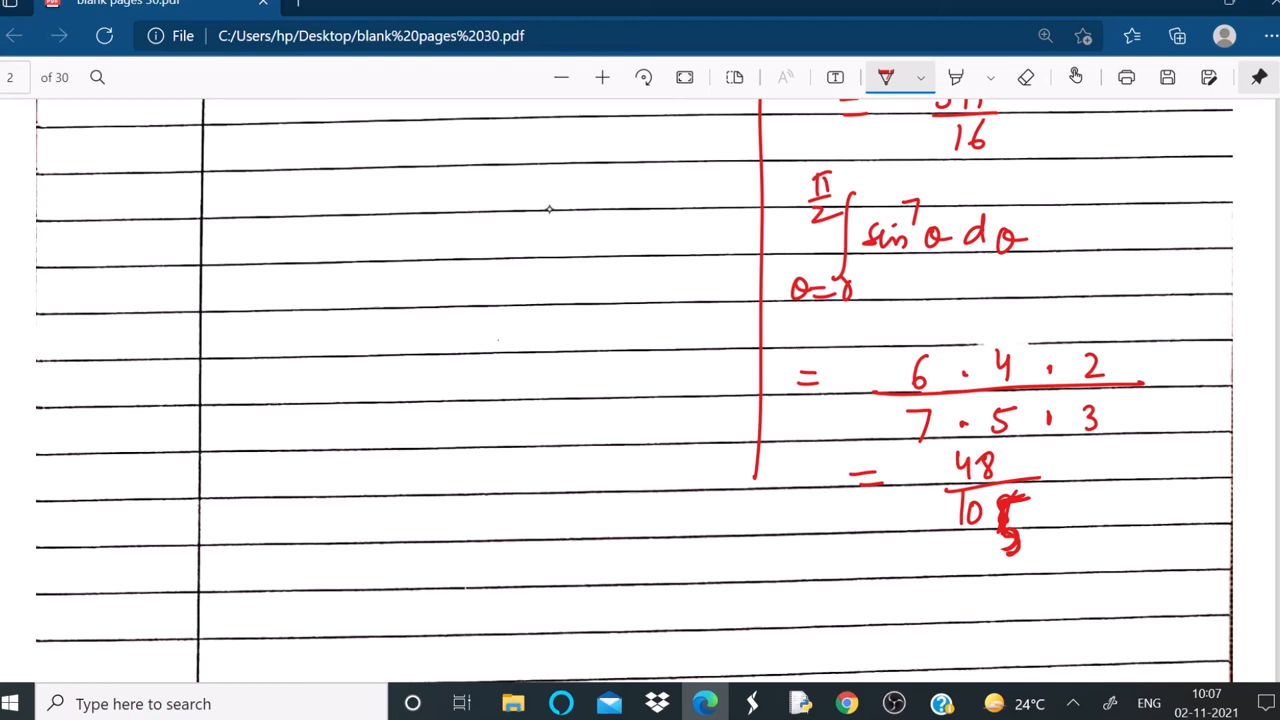 blank pages 30.pdf
File C:/Users/hp/Desktop/blank%20pages%2030.pdf
2 of 30
16
π/2 ∫ θ=0 sin⁷θ dθ
= 6 · 4 · 2
7 · 5 · 3
= 48
105
Type here to search
24°C ENG 10:07
02-11-2021